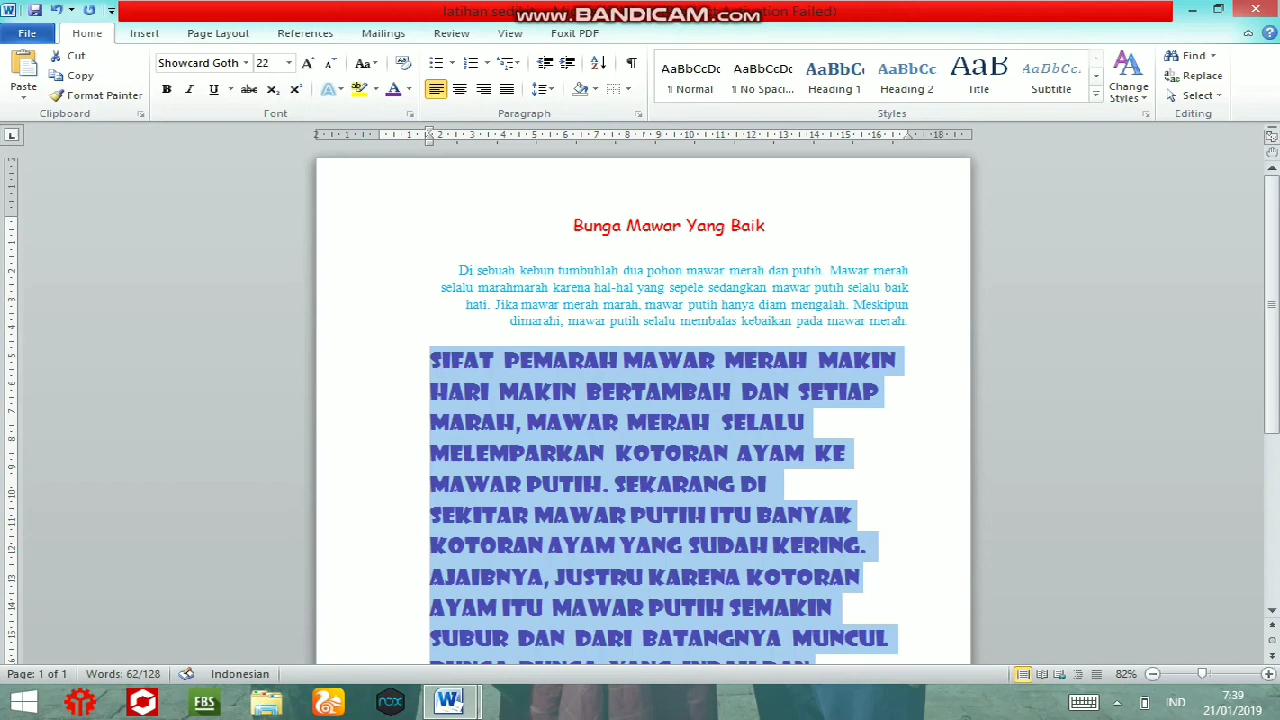 latihan sedikit
www.BANDICAM.com
Activation Failed)
File Home Insert Page Layout References Mailings Review View Foxit PDF
Paste
Cut
Copy
Format Painter
Clipboard
Showcard Goth 22
Font
Paragraph
AaBbCcDc AaBbCcDc AaBbCc AaBbCc AaB AaBbCc.
¶ Normal ¶ No Spaci... Heading 1 Heading 2 Title Subtitle
Styles
Change Styles
Find
Replace
Select
Editing
Bunga Mawar Yang Baik
Di sebuah kebun tumbuhlah dua pohon mawar merah dan putih. Mawar merah
selalu marahmarah karena hal-hal yang sepele sedangkan mawar putih selalu baik
hati. Jika mawar merah marah, mawar putih hanya diam mengalah. Meskipun
dimarahi, mawar putih selalu membalas kebaikan pada mawar merah.
SIFAT PEMARAH MAWAR MERAH MAKIN
HARI MAKIN BERTAMBAH DAN SETIAP
MARAH, MAWAR MERAH SELALU
MELEMPARKAN KOTORAN AYAM KE
MAWAR PUTIH. SEKARANG DI
SEKITAR MAWAR PUTIH ITU BANYAK
KOTORAN AYAM YANG SUDAH KERING.
AJAIBNYA, JUSTRU KARENA KOTORAN
AYAM ITU MAWAR PUTIH SEMAKIN
SUBUR DAN DARI BATANGNYA MUNCUL
Page: 1 of 1 Words: 62/128 Indonesian 82%
FBS nox IND 7:39
21/01/2019